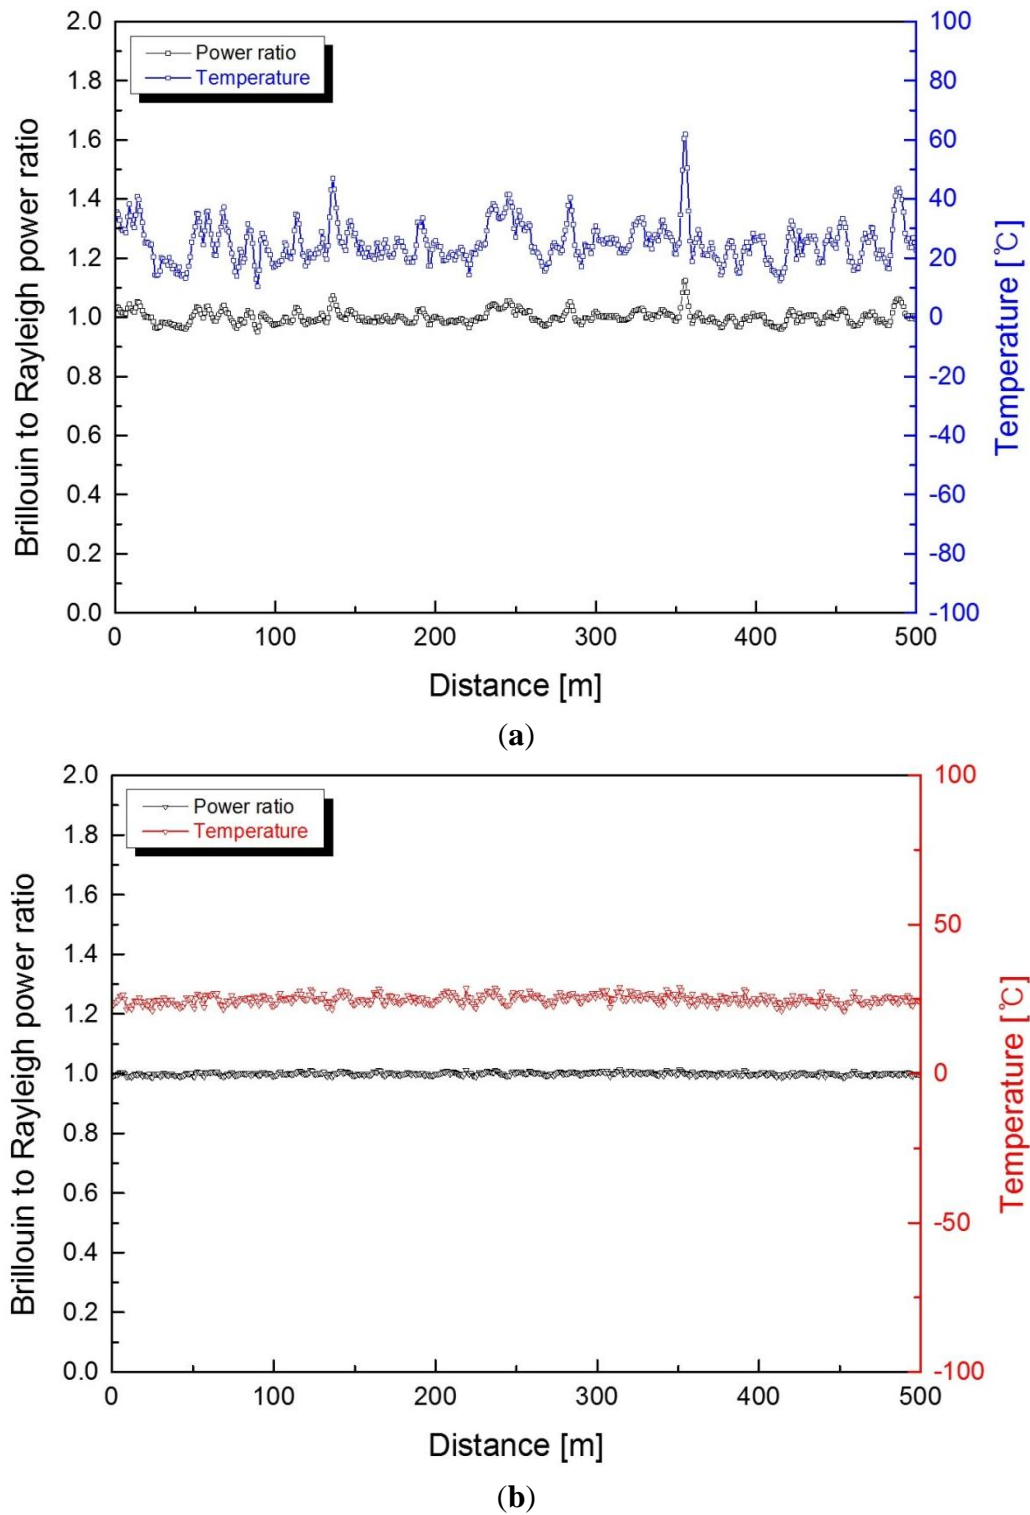 2.0
1.8
1.6
1.4
1.2
1.0
0.8
0.6
0.4
0.2
0.0
Brillouin to Rayleigh power ratio
Power ratio
Temperature
100
80
60
40
20
0
-20
-40
-60
-80
-100
Temperature [℃]
0 100 200 300 400 500
Distance [m]
(a)
2.0
1.8
1.6
1.4
1.2
1.0
0.8
0.6
0.4
0.2
0.0
Brillouin to Rayleigh power ratio
Power ratio
Temperature
100
50
0
-50
-100
Temperature [℃]
0 100 200 300 400 500
Distance [m]
(b)